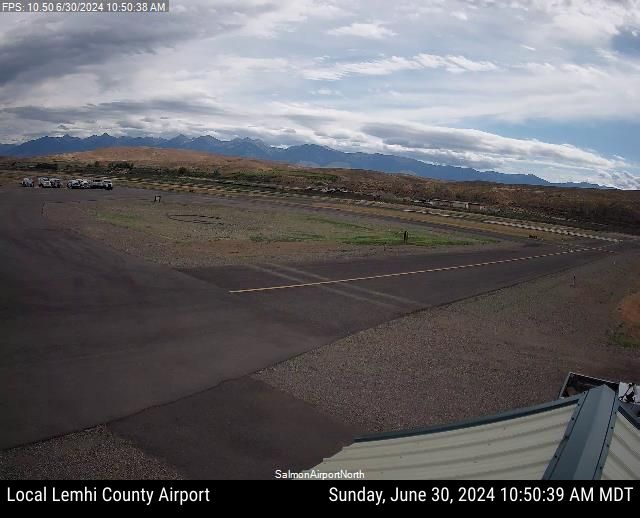 FPS: 10.50 6/30/2024 10:50:38 AM
SalmonAirportNorth
Local Lemhi County Airport
Sunday, June 30, 2024 10:50:39 AM MDT